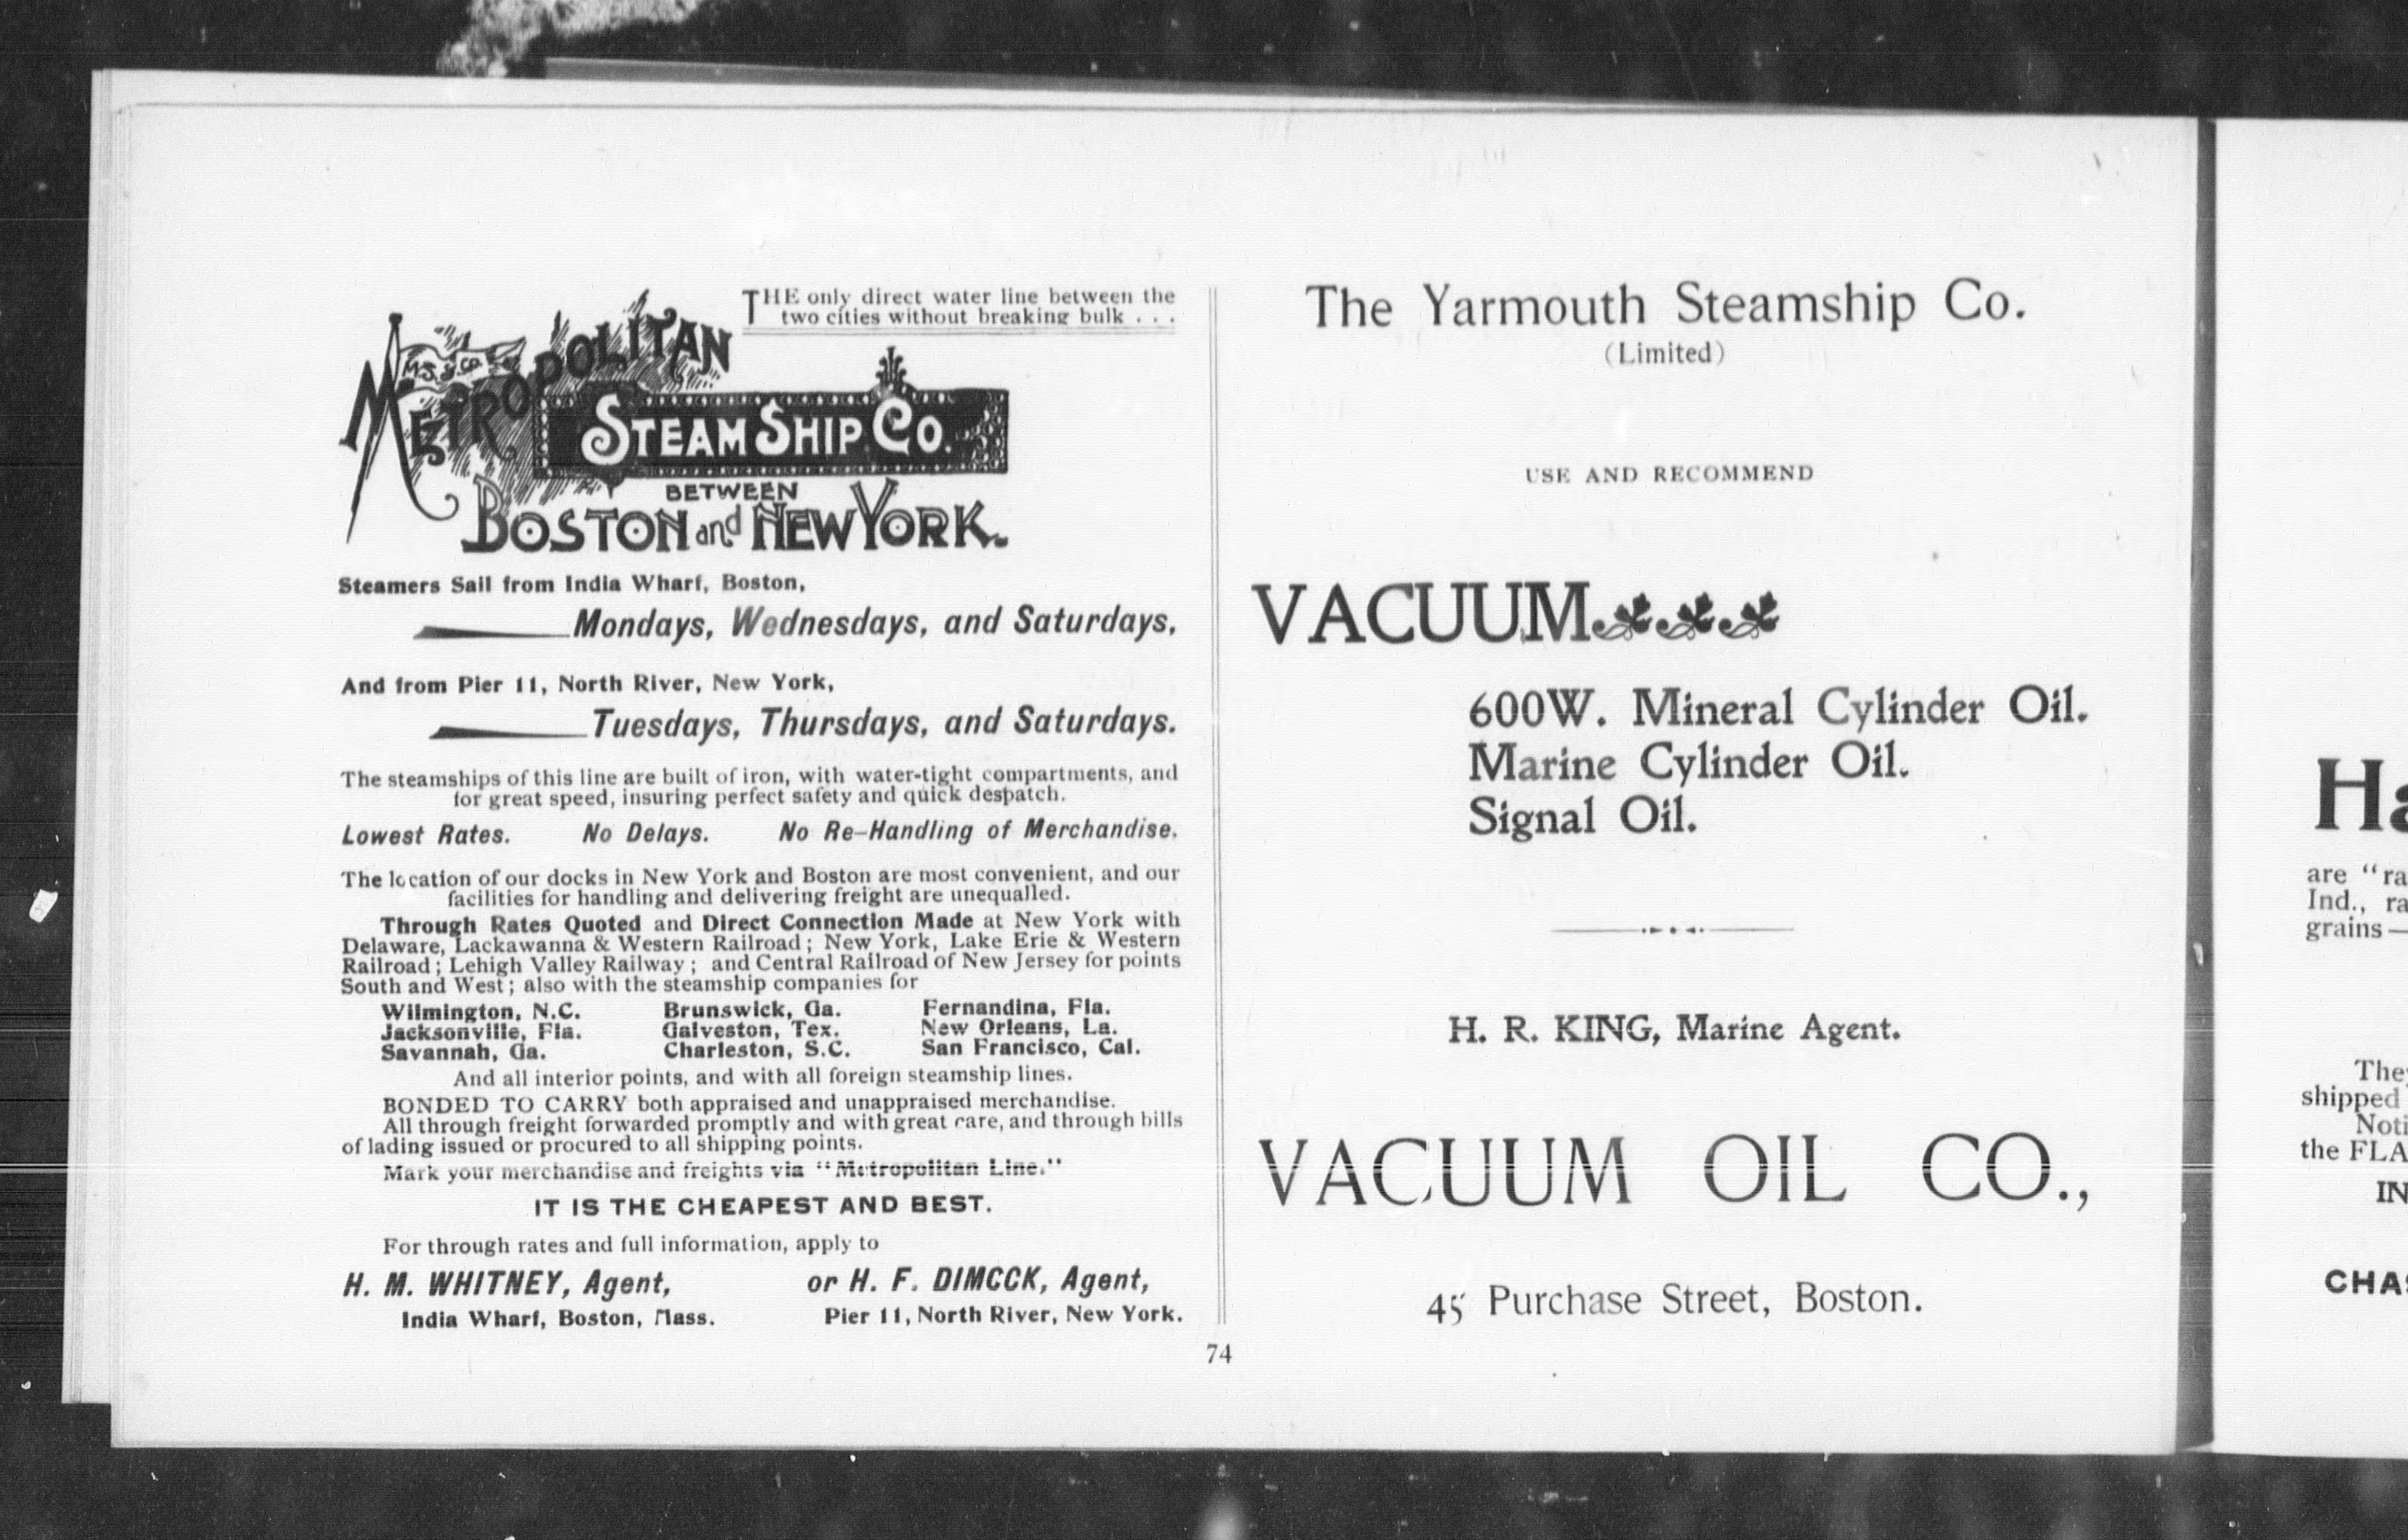 THE only direct water line between the
two cities without breaking bulk . . .
M.S.S.Co.
METROPOLITAN
STEAM SHIP CO.
BETWEEN
BOSTON and NEW YORK.
Steamers Sail from India Wharf, Boston,
Mondays, Wednesdays, and Saturdays,
And from Pier 11, North River, New York,
Tuesdays, Thursdays, and Saturdays.
The steamships of this line are built of iron, with water-tight compartments, and
for great speed, insuring perfect safety and quick despatch.
Lowest Rates. No Delays. No Re-Handling of Merchandise.
The location of our docks in New York and Boston are most convenient, and our
facilities for handling and delivering freight are unequalled.
Through Rates Quoted and Direct Connection Made at New York with
Delaware, Lackawanna & Western Railroad; New York, Lake Erie & Western
Railroad; Lehigh Valley Railway; and Central Railroad of New Jersey for points
South and West; also with the steamship companies for
Wilmington, N.C. Brunswick, Ga. Fernandina, Fla.
Jacksonville, Fla. Galveston, Tex. New Orleans, La.
Savannah, Ga. Charleston, S.C. San Francisco, Cal.
And all interior points, and with all foreign steamship lines.
BONDED TO CARRY both appraised and unappraised merchandise.
All through freight forwarded promptly and with great care, and through bills
of lading issued or procured to all shipping points.
Mark your merchandise and freights via "Metropolitan Line."
IT IS THE CHEAPEST AND BEST.
For through rates and full information, apply to
H. M. WHITNEY, Agent, or H. F. DIMOCK, Agent,
India Wharf, Boston, Mass. Pier 11, North River, New York.
The Yarmouth Steamship Co.
(Limited)
USE AND RECOMMEND
VACUUM
600W. Mineral Cylinder Oil.
Marine Cylinder Oil.
Signal Oil.
H. R. KING, Marine Agent.
VACUUM OIL CO.,
45 Purchase Street, Boston.
74
Ha
are "ra
Ind., ra
grains—
They
shipped
Noti
the FLA
IN
CHAS